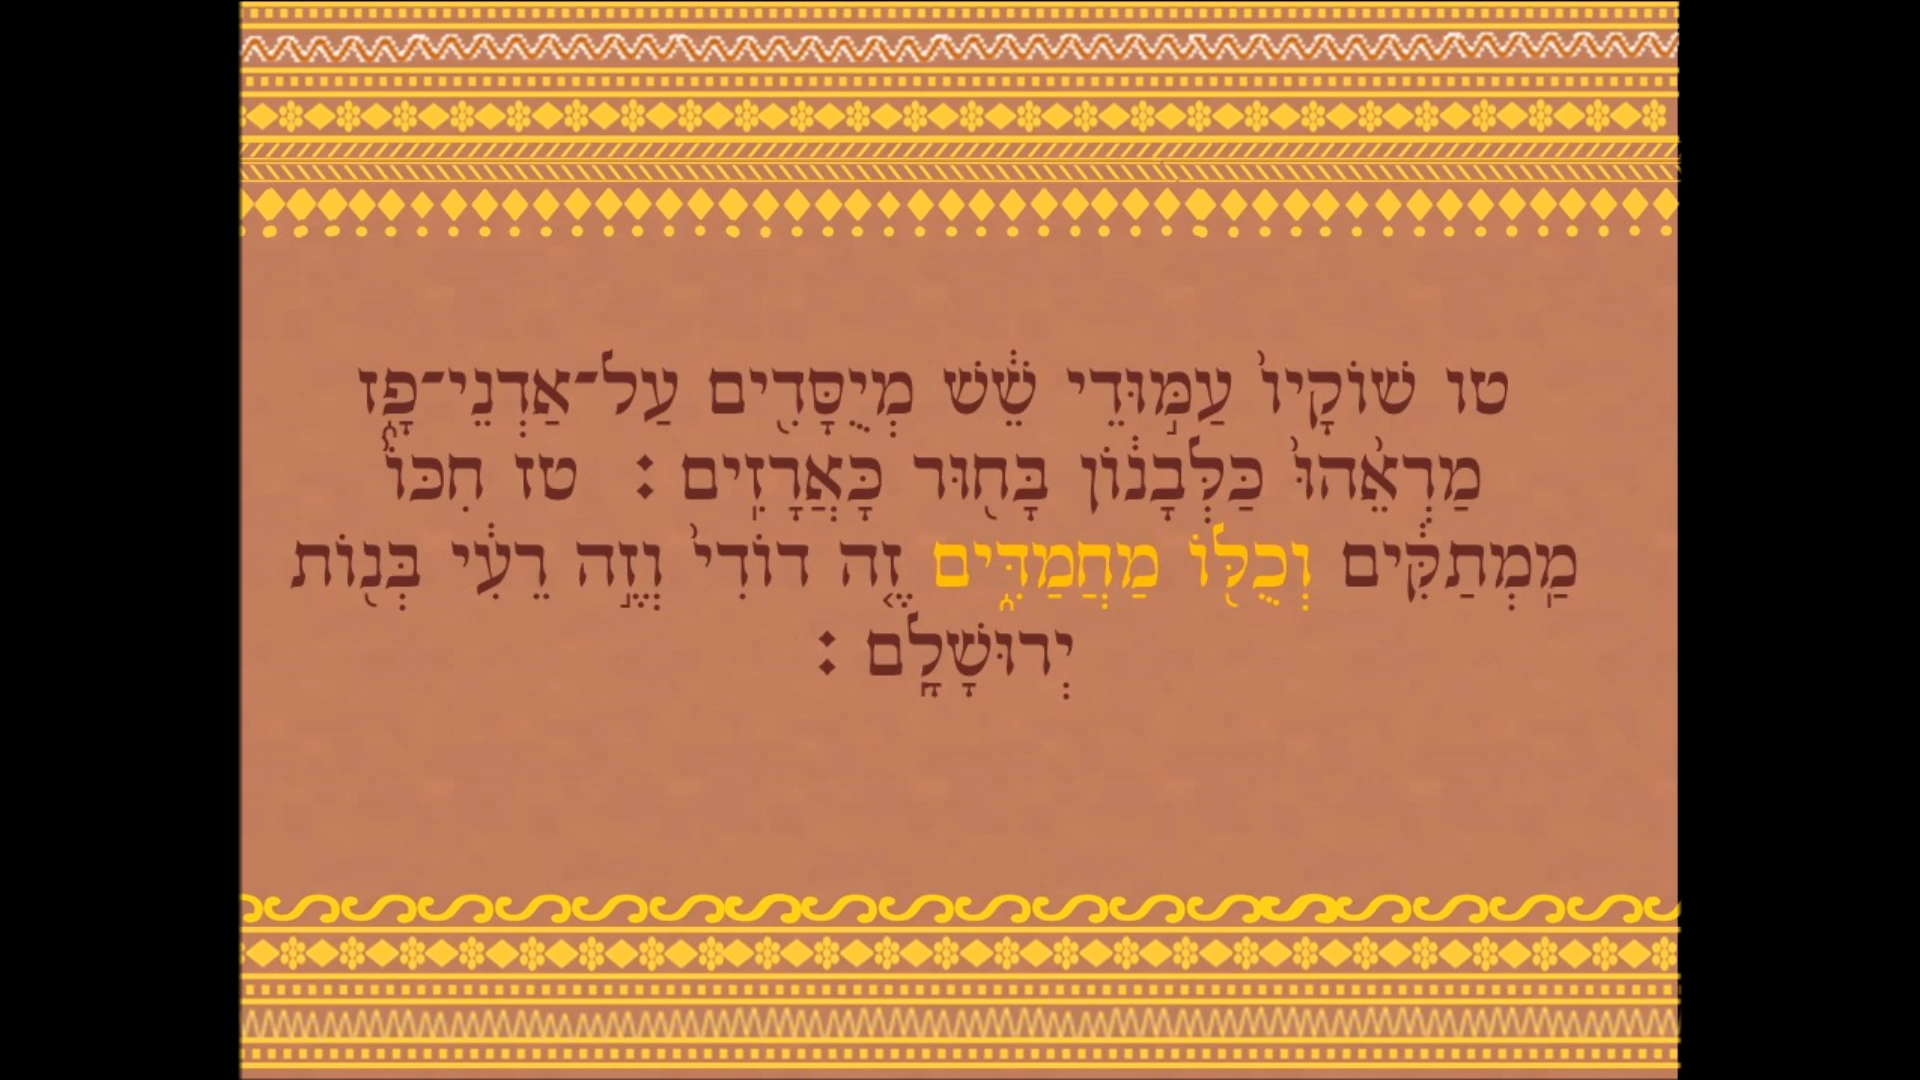 טו שׁוֹקָיו֙ עַמּ֣וּדֵי שֵׁ֔שׁ מְיֻסָּדִ֖ים עַל־אַדְנֵי־פָ֑ז
מַרְאֵ֙הוּ֙ כַּלְּבָנ֔וֹן בָּח֖וּר כָּאֲרָזִֽים׃ טז חִכּוֹ֙
מַֽמְתַקִּ֔ים וְכֻלּ֖וֹ מַחֲמַדִּ֑ים זֶ֤ה דוֹדִי֙ וְזֶ֣ה רֵעִ֔י בְּנ֖וֹת
יְרוּשָׁלָֽם׃